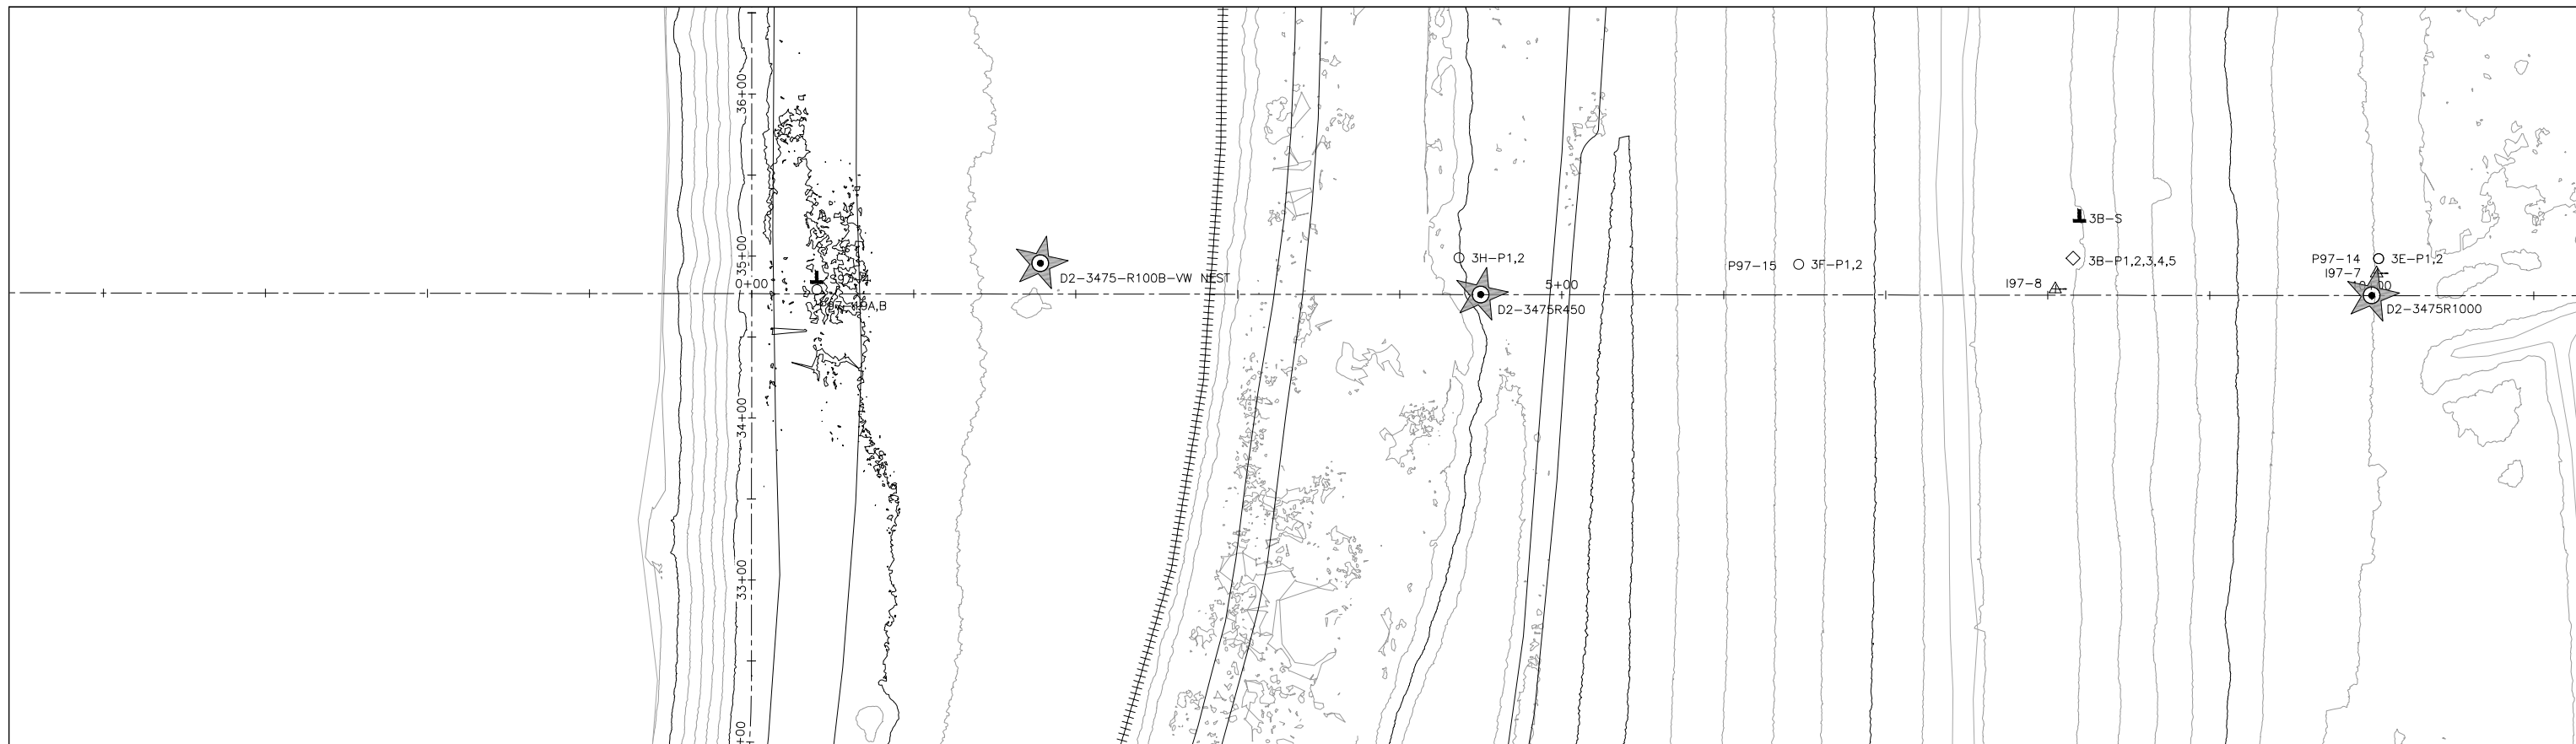 36+00
35+00
0+00
34+00
33+00
+00
D2-3475-R100B-VW NEST
3H-P1,2
D2-3475R450
5+00
P97-15
3F-P1,2
I97-8
3B-S
3B-P1,2,3,4,5
P97-14
3E-P1,2
I97-7
D2-3475R1000